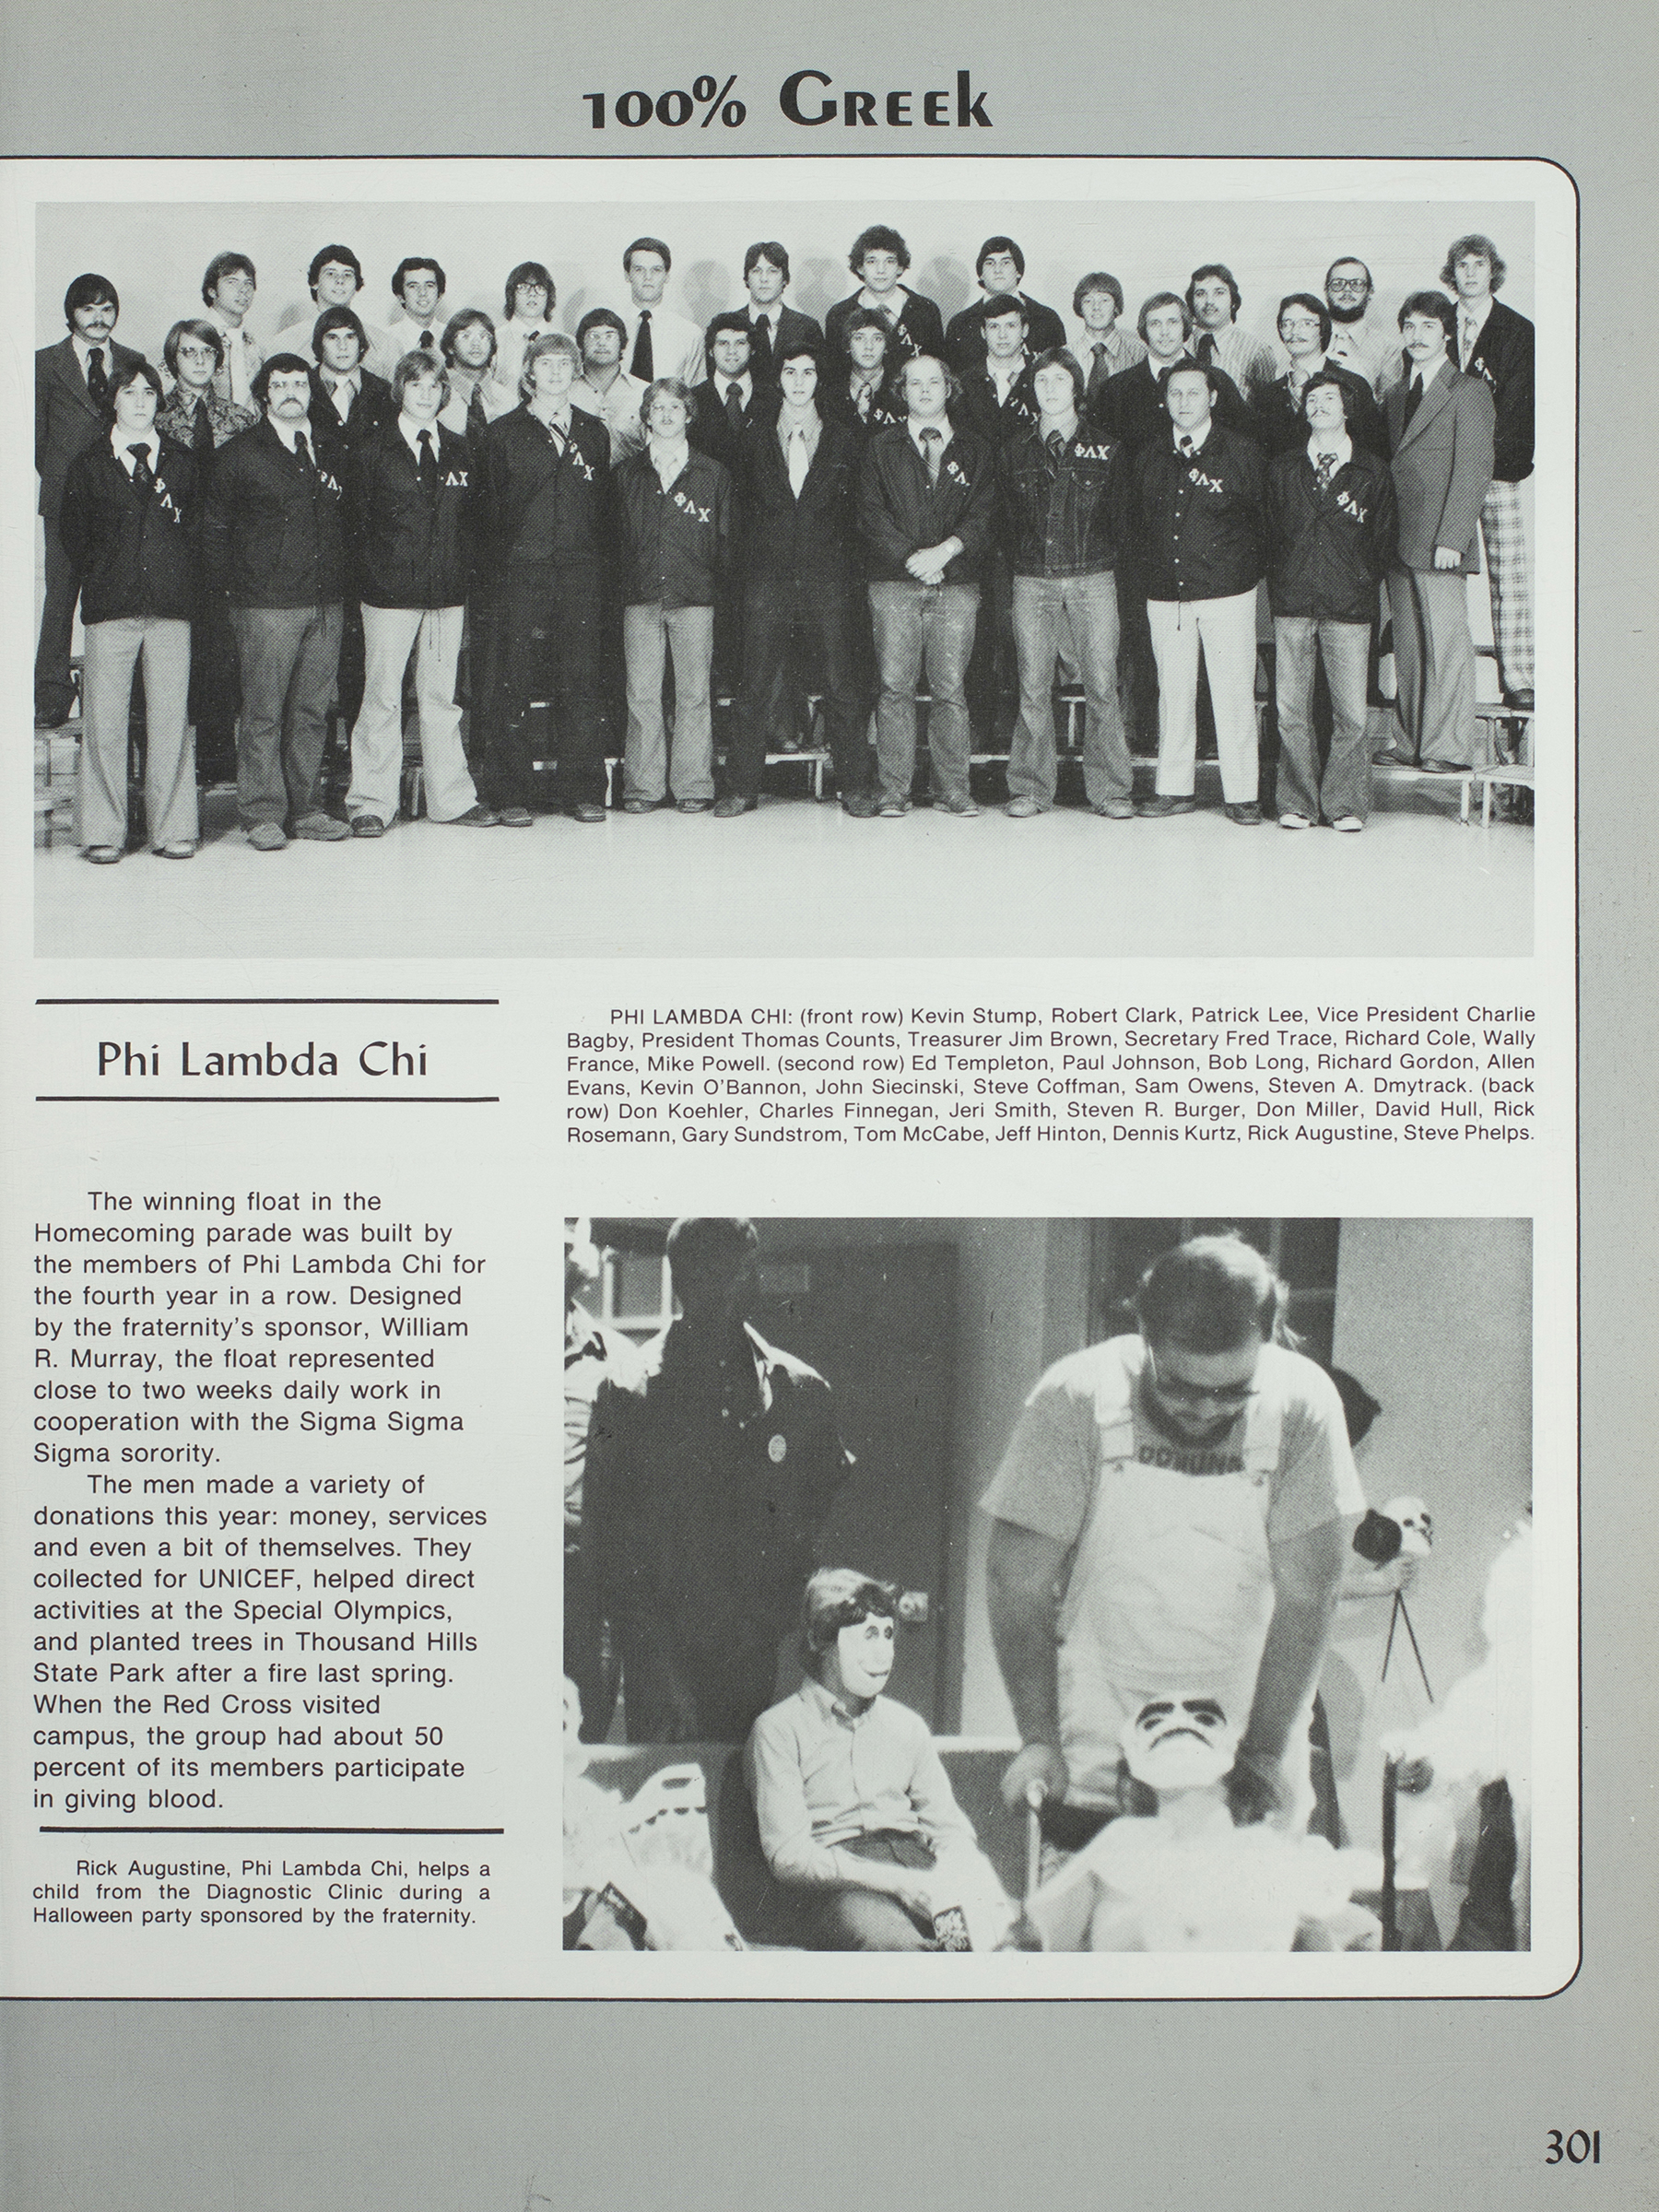 100% Greek
PHI LAMBDA CHI: (front row) Kevin Stump, Robert Clark, Patrick Lee, Vice President Charlie
Bagby, President Thomas Counts, Treasurer Jim Brown, Secretary Fred Trace, Richard Cole, Wally
France, Mike Powell. (second row) Ed Templeton, Paul Johnson, Bob Long, Richard Gordon, Allen
Evans, Kevin O'Bannon, John Siecinski, Steve Coffman, Sam Owens, Steven A. Dmytrack. (back
row) Don Koehler, Charles Finnegan, Jeri Smith, Steven R. Burger, Don Miller, David Hull, Rick
Rosemann, Gary Sundstrom, Tom McCabe, Jeff Hinton, Dennis Kurtz, Rick Augustine, Steve Phelps.
Phi Lambda Chi
The winning float in the
Homecoming parade was built by
the members of Phi Lambda Chi for
the fourth year in a row. Designed
by the fraternity's sponsor, William
R. Murray, the float represented
close to two weeks daily work in
cooperation with the Sigma Sigma
Sigma sorority.
The men made a variety of
donations this year: money, services
and even a bit of themselves. They
collected for UNICEF, helped direct
activities at the Special Olympics,
and planted trees in Thousand Hills
State Park after a fire last spring.
When the Red Cross visited
campus, the group had about 50
percent of its members participate
in giving blood.
Rick Augustine, Phi Lambda Chi, helps a
child from the Diagnostic Clinic during a
Halloween party sponsored by the fraternity.
301